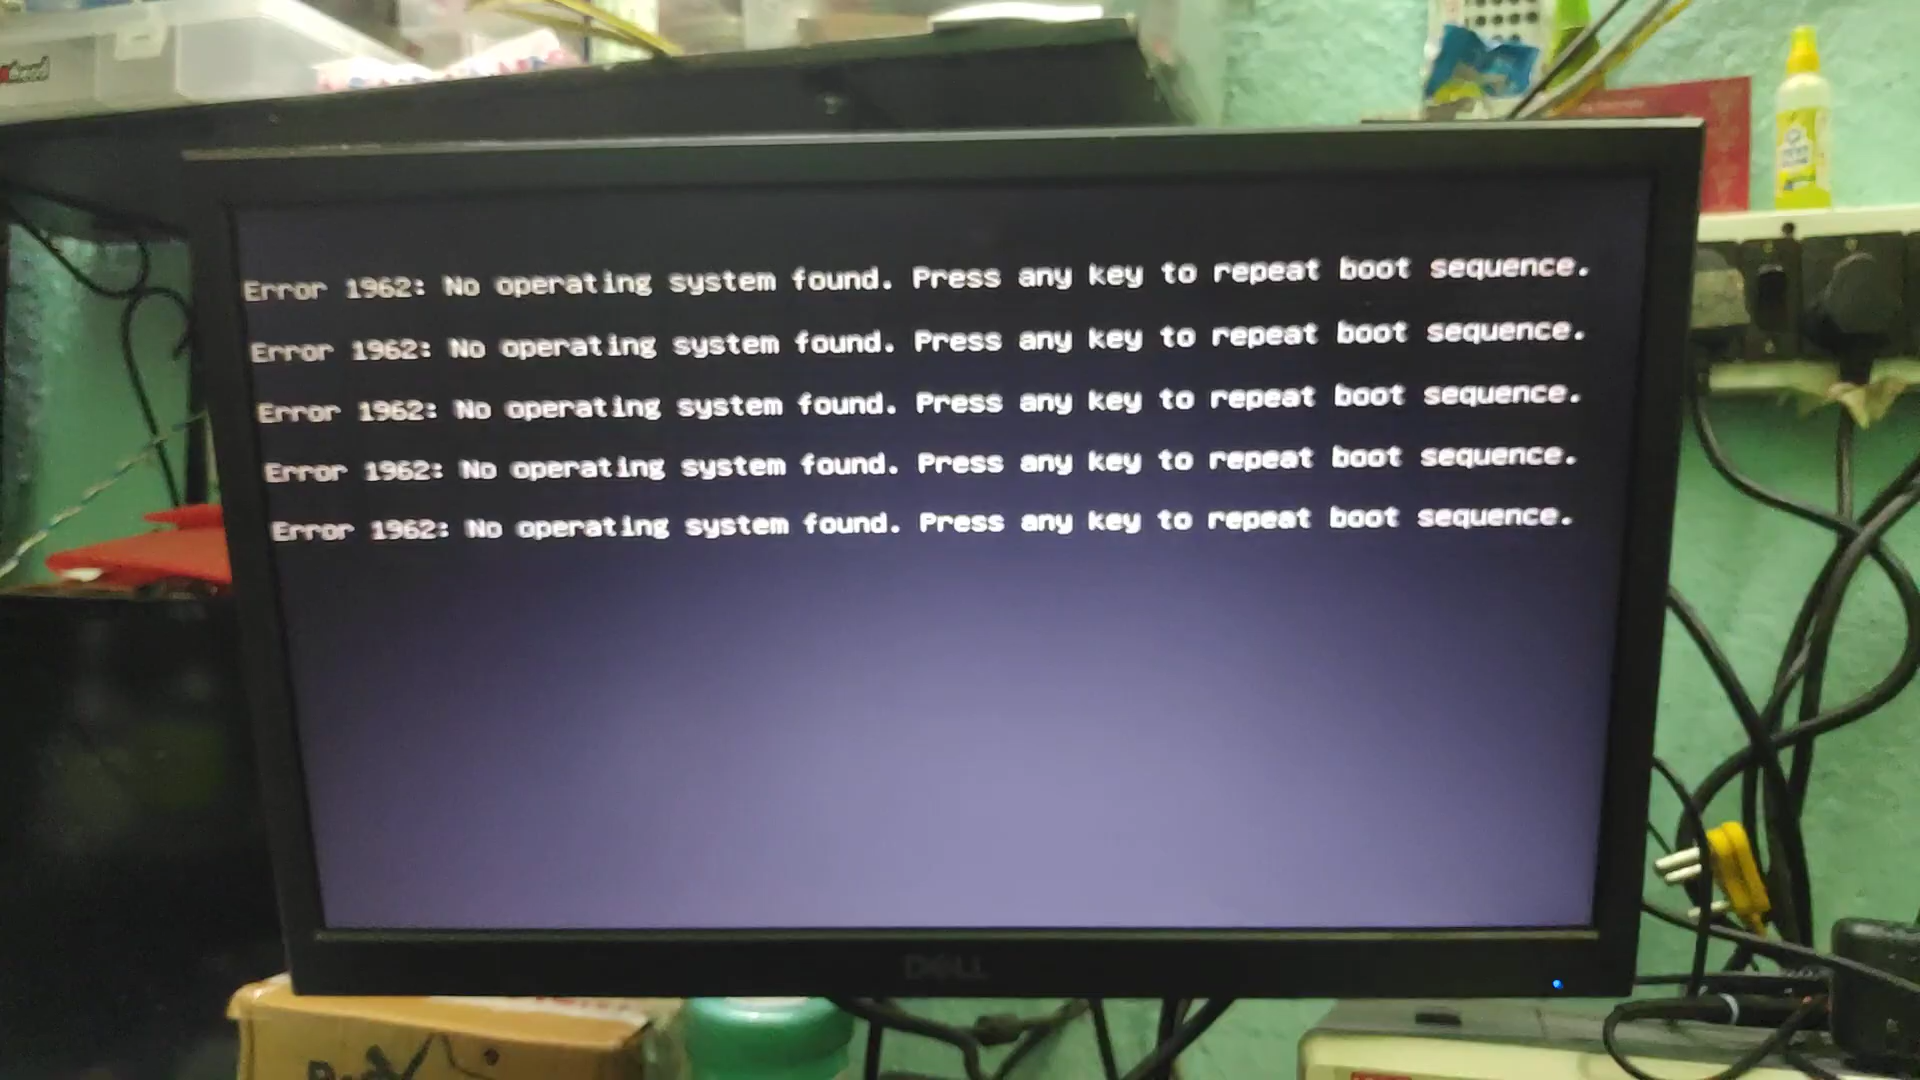 Error 1962: No operating system found. Press any key to repeat boot sequence.
Error 1962: No operating system found. Press any key to repeat boot sequence.
Error 1962: No operating system found. Press any key to repeat boot sequence.
Error 1962: No operating system found. Press any key to repeat boot sequence.
Error 1962: No operating system found. Press any key to repeat boot sequence.
DELL